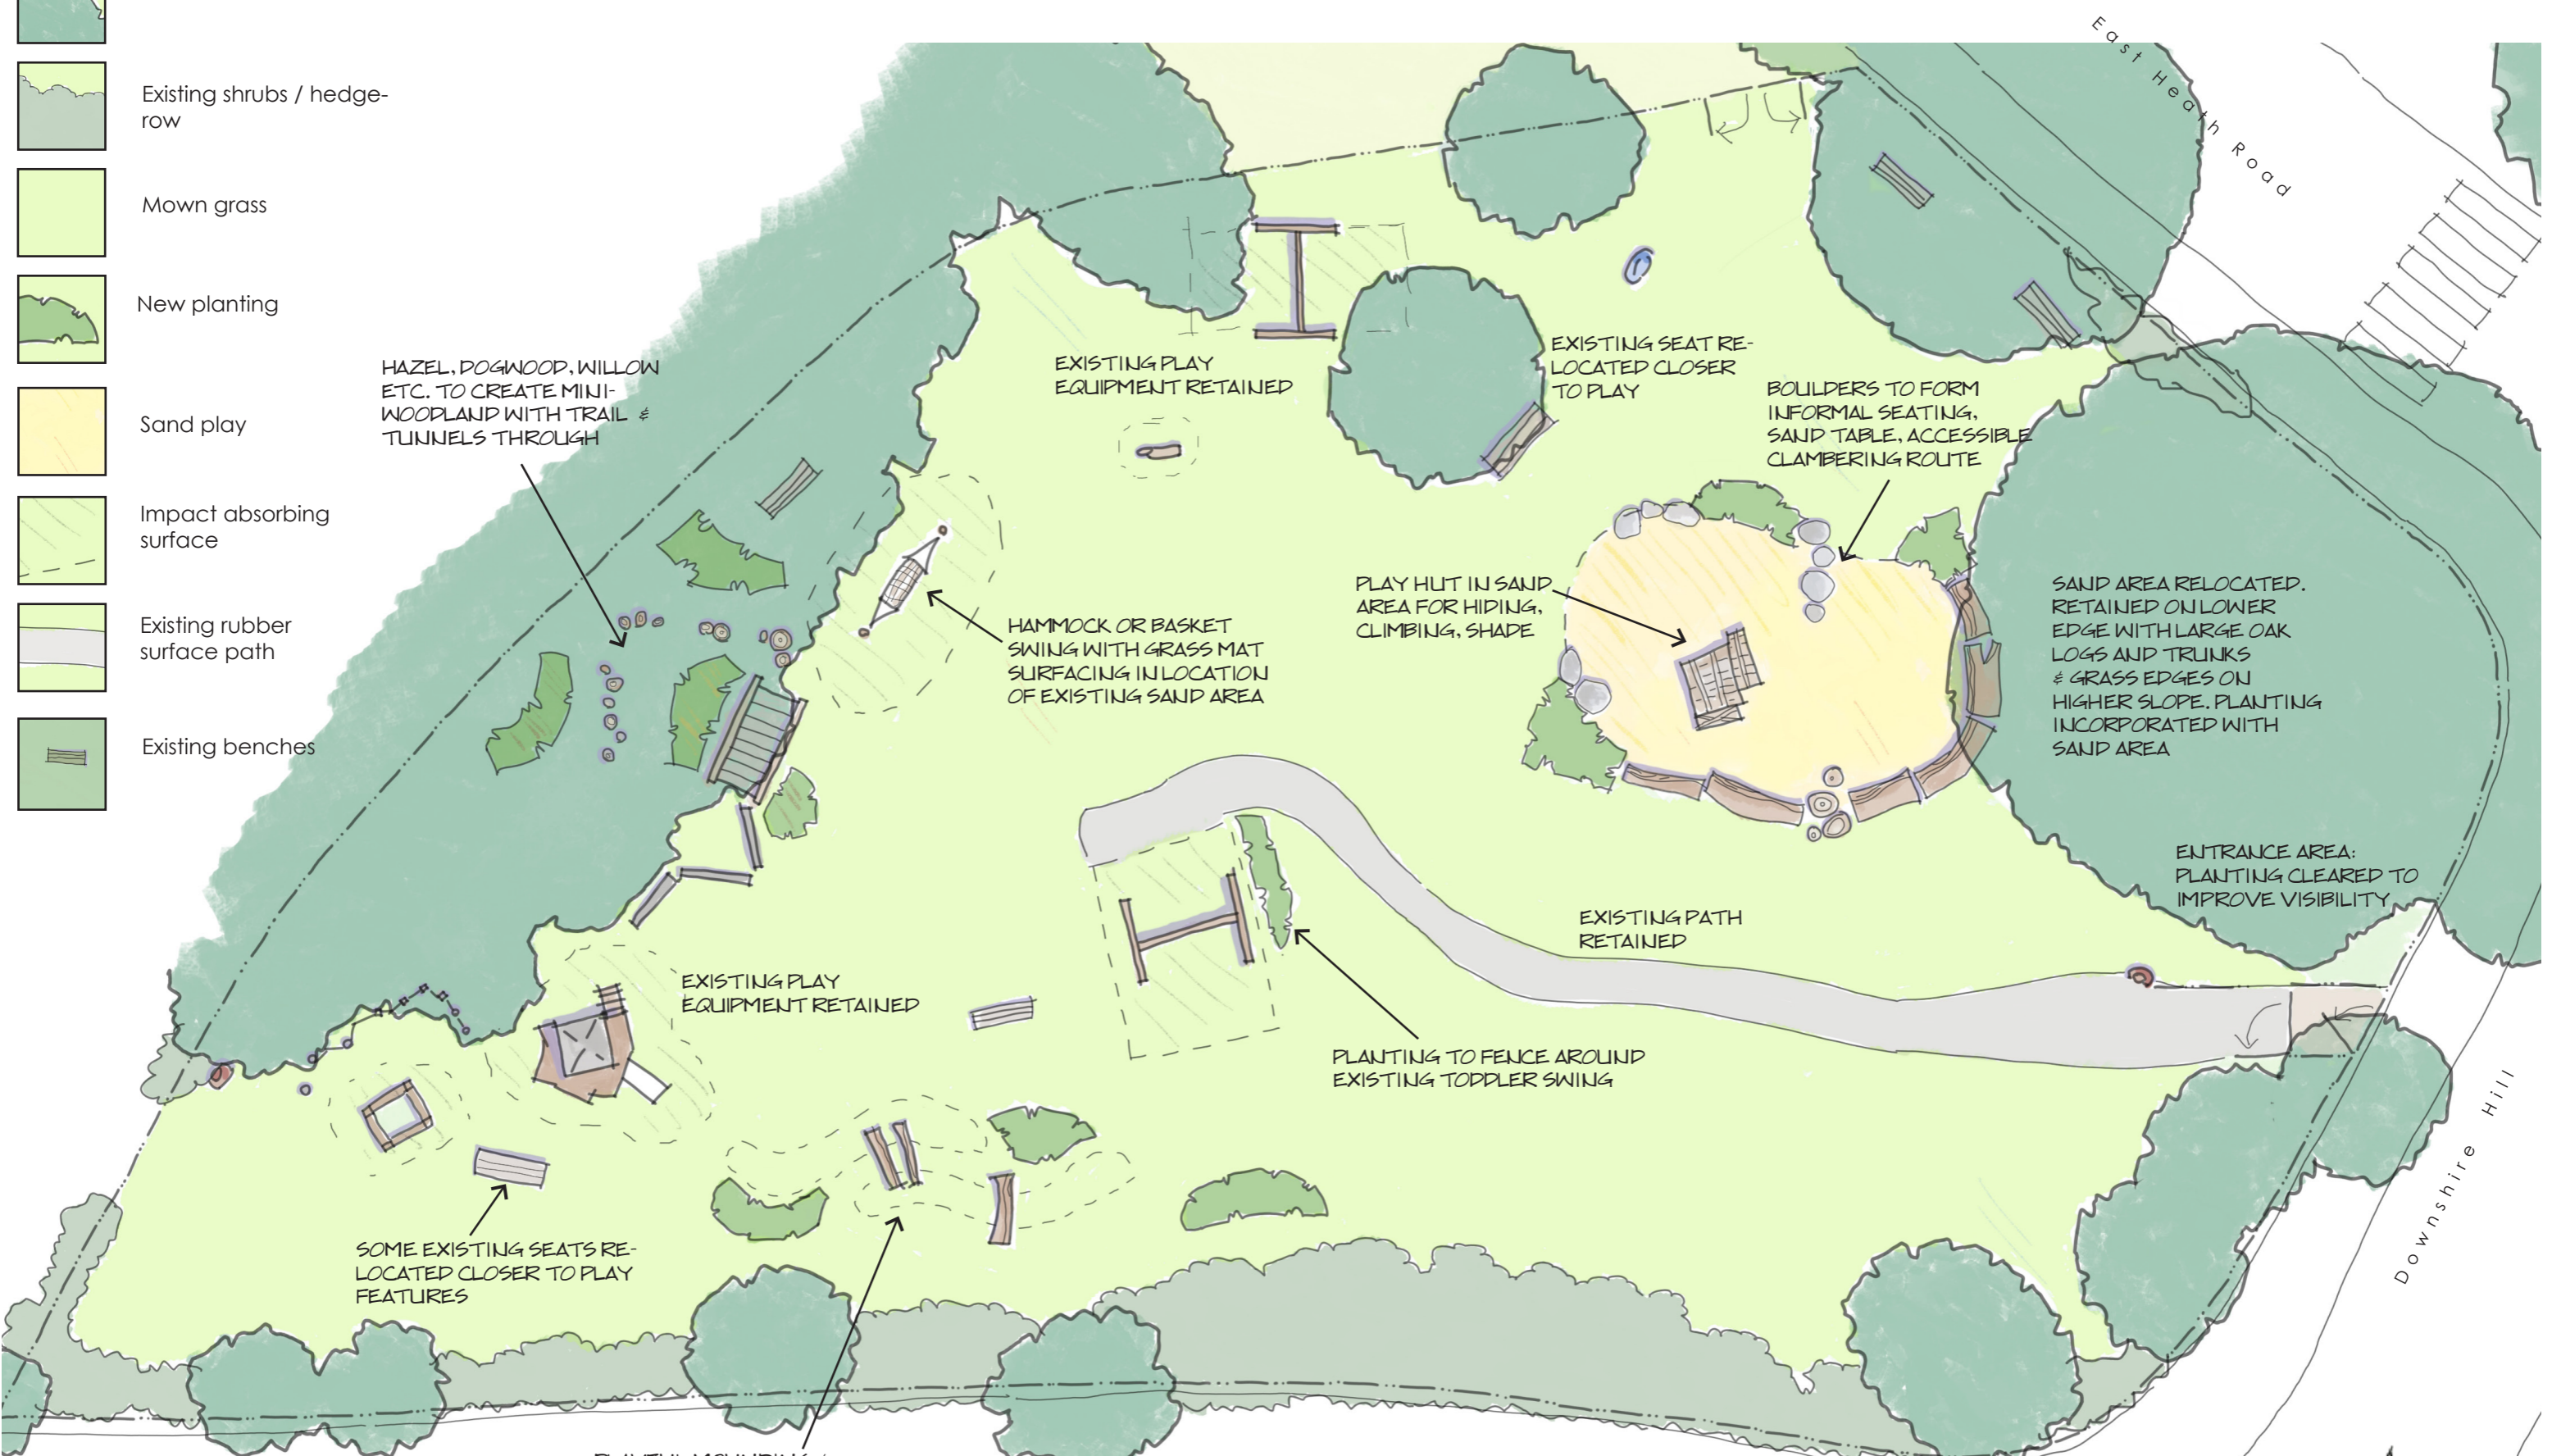 Existing shrubs / hedge-
row
Mown grass
New planting
Sand play
Impact absorbing
surface
Existing rubber
surface path
Existing benches
East Heath Road
HAZEL, DOGWOOD, WILLOW
ETC. TO CREATE MINI-
WOODLAND WITH TRAIL &
TUNNELS THROUGH
EXISTING PLAY
EQUIPMENT RETAINED
EXISTING SEAT RE-
LOCATED CLOSER
TO PLAY
BOULDERS TO FORM
INFORMAL SEATING,
SAND TABLE, ACCESSIBLE
CLAMBERING ROUTE
HAMMOCK OR BASKET
SWING WITH GRASS MAT
SURFACING IN LOCATION
OF EXISTING SAND AREA
PLAY HUT IN SAND
AREA FOR HIDING,
CLIMBING, SHADE
SAND AREA RELOCATED.
RETAINED ON LOWER
EDGE WITH LARGE OAK
LOGS AND TRUNKS
& GRASS EDGES ON
HIGHER SLOPE. PLANTING
INCORPORATED WITH
SAND AREA
ENTRANCE AREA:
PLANTING CLEARED TO
IMPROVE VISIBILITY
EXISTING PATH
RETAINED
EXISTING PLAY
EQUIPMENT RETAINED
PLANTING TO FENCE AROUND
EXISTING TODDLER SWING
Downshire Hill
SOME EXISTING SEATS RE-
LOCATED CLOSER TO PLAY
FEATURES